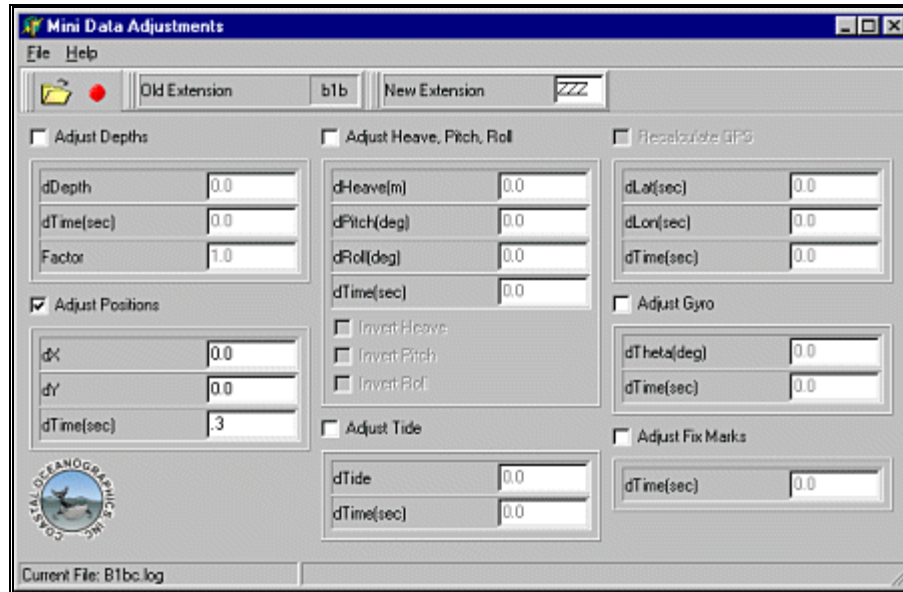 Mini Data Adjustments
File Help
Old Extension b1b New Extension ZZZ
Adjust Depths
dDepth 0.0
dTime(sec) 0.0
Factor 1.0
Adjust Positions
dX 0.0
dY 0.0
dTime(sec) .3
COASTAL OCEANOGRAPHICS INC
Adjust Heave, Pitch, Roll
dHeave(m) 0.0
dPitch(deg) 0.0
dRoll(deg) 0.0
dTime(sec) 0.0
Invert Heave
Invert Pitch
Invert Roll
Adjust Tide
dTide 0.0
dTime(sec) 0.0
Recalculate GPS
dLat(sec) 0.0
dLon(sec) 0.0
dTime(sec) 0.0
Adjust Gyro
dTheta(deg) 0.0
dTime(sec) 0.0
Adjust Fix Marks
dTime(sec) 0.0
Current File: B1bc.log